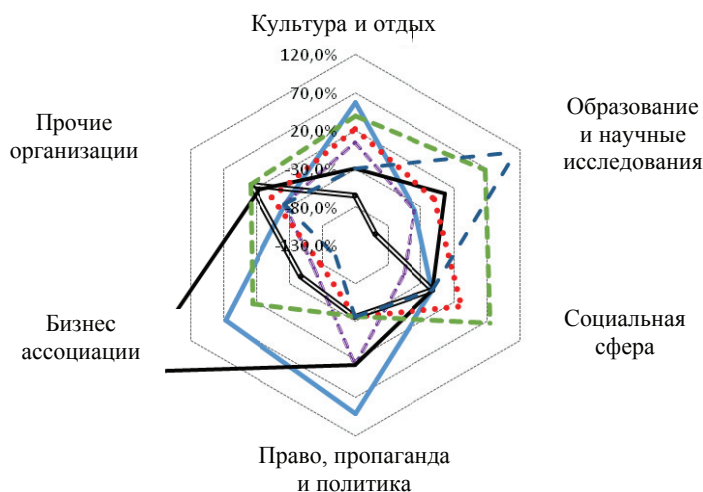 Культура и отдых
120,0%
70,0%
20,0%
-30,0%
-80,0%
-130,0%
Образование
и научные
исследования
Социальная
сфера
Право, пропаганда
и политика
Бизнес
ассоциации
Прочие
организации